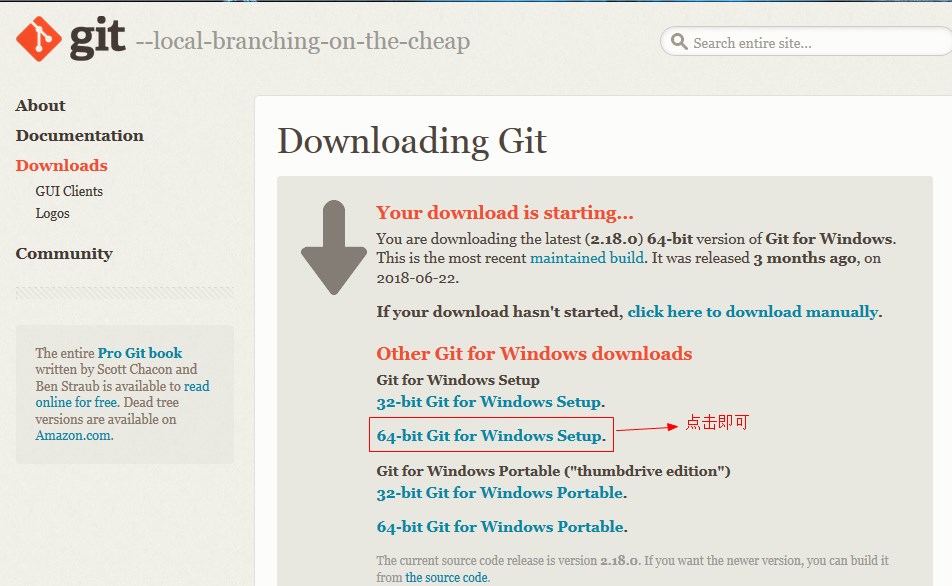 git --local-branching-on-the-cheap
Search entire site...
About
Documentation
Downloads
GUI Clients
Logos
Community
The entire Pro Git book
written by Scott Chacon and
Ben Straub is available to read
online for free. Dead tree
versions are available on
Amazon.com.
Downloading Git
Your download is starting...
You are downloading the latest (2.18.0) 64-bit version of Git for Windows.
This is the most recent maintained build. It was released 3 months ago, on
2018-06-22.
If your download hasn't started, click here to download manually.
Other Git for Windows downloads
Git for Windows Setup
32-bit Git for Windows Setup.
64-bit Git for Windows Setup.
点击即可
Git for Windows Portable ("thumbdrive edition")
32-bit Git for Windows Portable.
64-bit Git for Windows Portable.
The current source code release is version 2.18.0. If you want the newer version, you can build it
from the source code.